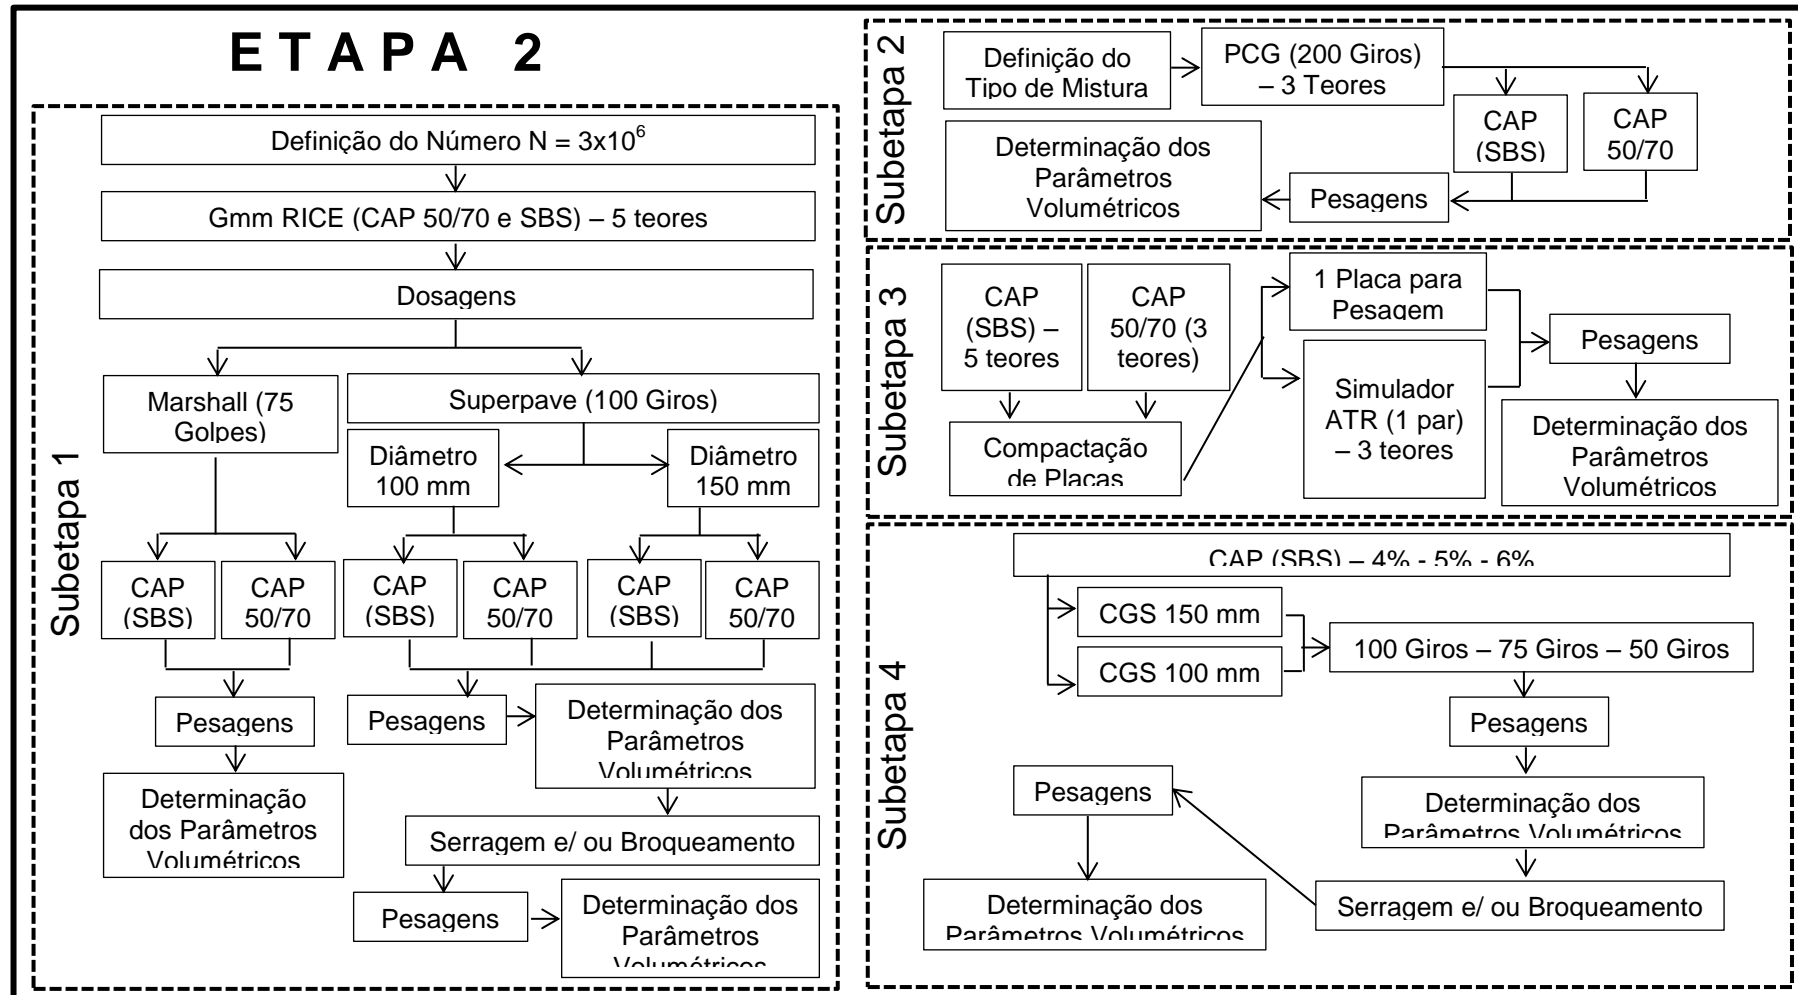 ETAPA 2
Subetapa 1
Definição do Número N = 3x10⁶
Gmm RICE (CAP 50/70 e SBS) – 5 teores
Dosagens
Marshall (75
Golpes)
Superpave (100 Giros)
Diâmetro
100 mm
Diâmetro
150 mm
CAP
(SBS)
CAP
50/70
CAP
(SBS)
CAP
50/70
CAP
(SBS)
CAP
50/70
Pesagens
Determinação
dos Parâmetros
Volumétricos
Pesagens
Determinação dos
Parâmetros
Volumétricos
Serragem e/ ou Broqueamento
Pesagens
Determinação dos
Parâmetros
Volumétricos
Subetapa 2
Definição do
Tipo de Mistura
PCG (200 Giros)
– 3 Teores
CAP
(SBS)
CAP
50/70
Pesagens
Determinação dos
Parâmetros
Volumétricos
Subetapa 3
CAP
(SBS) –
5 teores
CAP
50/70 (3
teores)
Compactação
de Placas
1 Placa para
Pesagem
Simulador
ATR (1 par)
– 3 teores
Pesagens
Determinação dos
Parâmetros
Volumétricos
Subetapa 4
CAP (SBS) – 4% - 5% - 6%
CGS 150 mm
CGS 100 mm
100 Giros – 75 Giros – 50 Giros
Pesagens
Determinação dos
Parâmetros Volumétricos
Serragem e/ ou Broqueamento
Pesagens
Determinação dos
Parâmetros Volumétricos